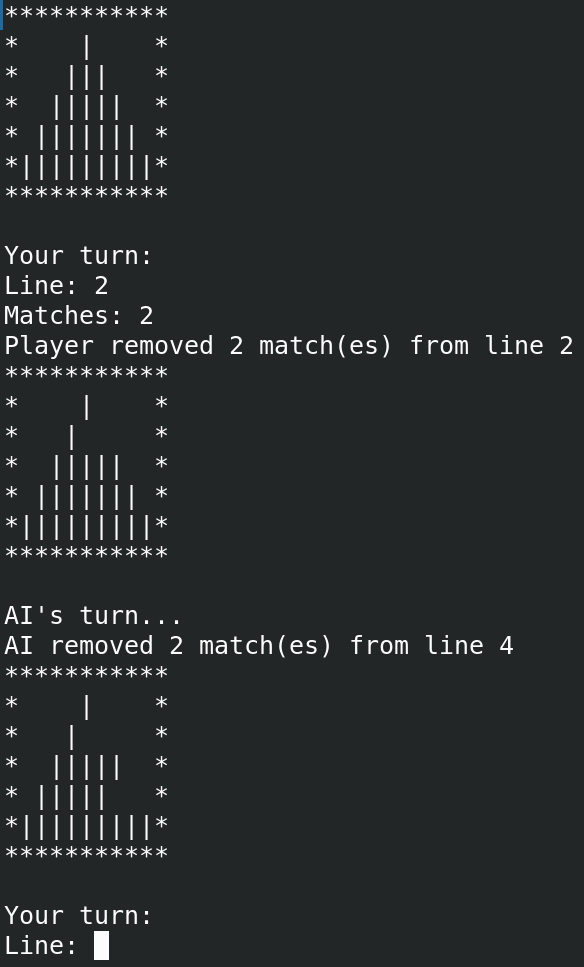 ***********
*    |    *
*   |||   *
*  |||||  *
* ||||||| *
*|||||||||*
***********

Your turn:
Line: 2
Matches: 2
Player removed 2 match(es) from line 2
***********
*    |    *
*   |     *
*  |||||  *
* ||||||| *
*|||||||||*
***********

AI's turn...
AI removed 2 match(es) from line 4
***********
*    |    *
*   |     *
*  |||||  *
* |||||   *
*|||||||||*
***********

Your turn:
Line: